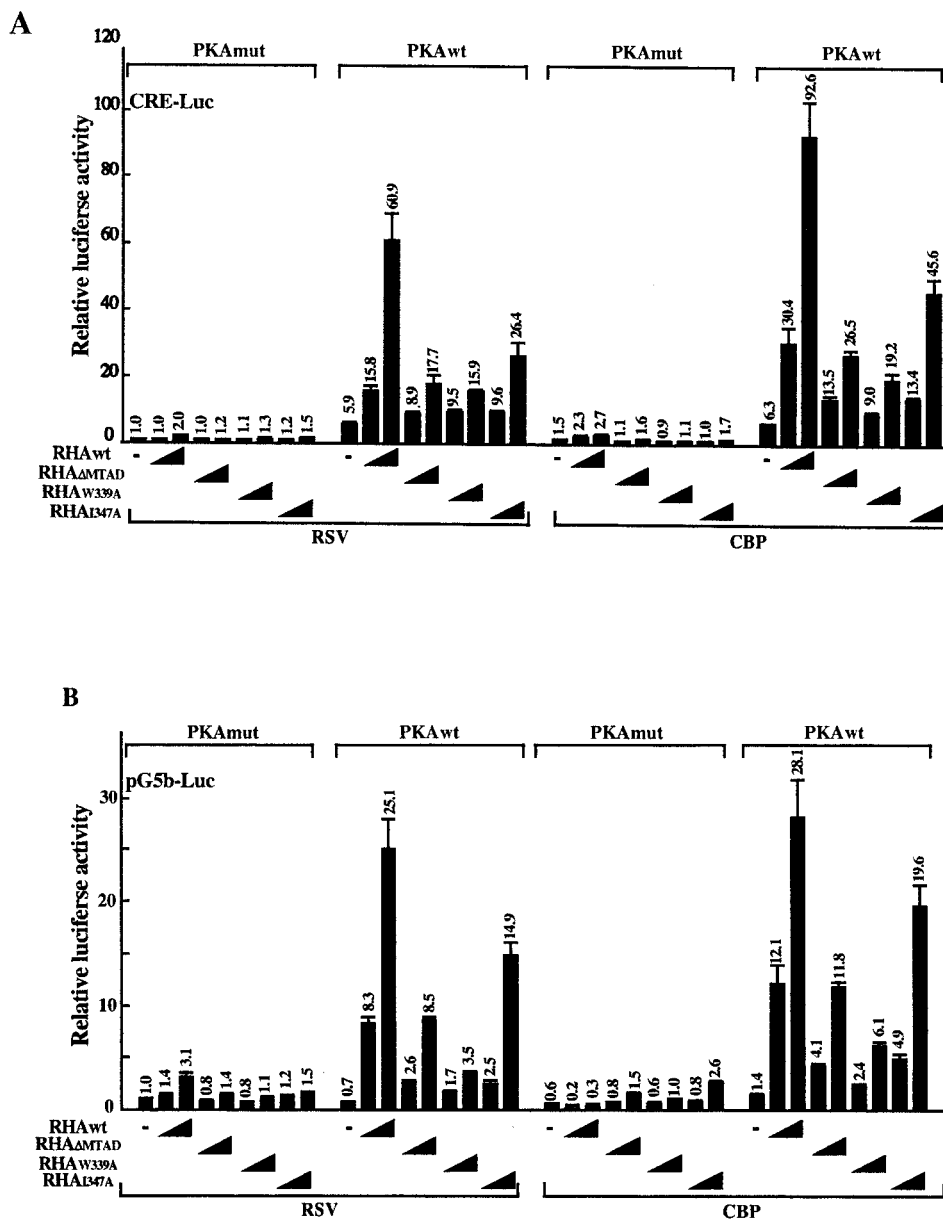 A
120
PKAmut PKAwt PKAmut PKAwt
CRE-Luc
Relative luciferse activity
100
80
60
40
20
0
1.0 1.0 2.0 1.0 1.2 1.1 1.3 1.2 1.5 5.9 15.8 60.9 8.9 17.7 9.5 15.9 9.6 26.4 1.5 2.3 2.7 1.1 1.6 0.9 1.1 1.0 1.7 6.3 30.4 92.6 13.5 26.5 9.0 19.2 13.4 45.6
RHAwt - - - -
RHAΔMTAD
RHAW339A
RHAI347A
RSV CBP
B
PKAmut PKAwt PKAmut PKAwt
pG5b-Luc
Relative luciferse activity
30
20
10
0
1.0 1.4 3.1 0.8 1.4 0.8 1.1 1.2 1.5 0.7 8.3 25.1 2.6 8.5 1.7 3.5 2.5 14.9 0.6 0.2 0.3 0.8 1.5 0.6 1.0 0.8 2.6 1.4 12.1 28.1 4.1 11.8 2.4 6.1 4.9 19.6
RHAwt - - - -
RHAΔMTAD
RHAW339A
RHAI347A
RSV CBP